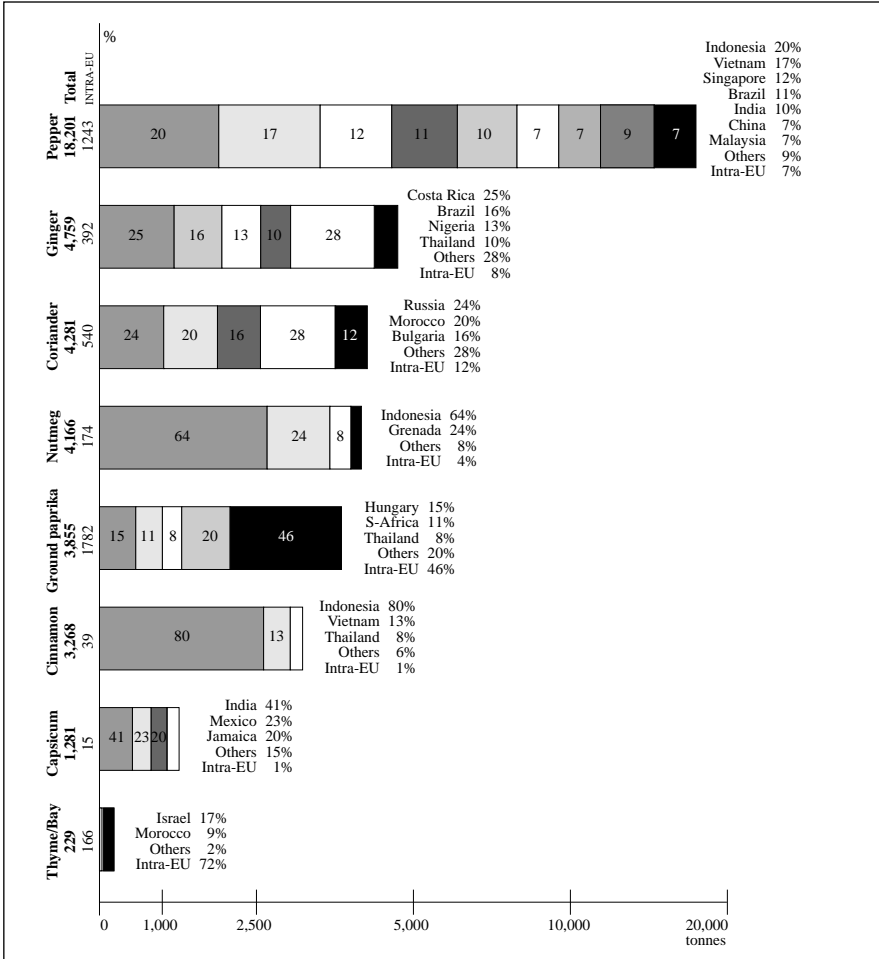 %
Pepper
18,201
1243
Total
INTRA-EU
20 17 12 11 10 7 7 9 7
Indonesia 20%
Vietnam 17%
Singapore 12%
Brazil 11%
India 10%
China 7%
Malaysia 7%
Others 9%
Intra-EU 7%
Ginger
4,759
392
25 16 13 10 28
Costa Rica 25%
Brazil 16%
Nigeria 13%
Thailand 10%
Others 28%
Intra-EU 8%
Coriander
4,281
540
24 20 16 28 12
Russia 24%
Morocco 20%
Bulgaria 16%
Others 28%
Intra-EU 12%
Nutmeg
4,166
174
64 24 8
Indonesia 64%
Grenada 24%
Others 8%
Intra-EU 4%
Ground paprika
3,855
1782
15 11 8 20 46
Hungary 15%
S-Africa 11%
Thailand 8%
Others 20%
Intra-EU 46%
Cinnamon
3,268
39
80 13
Indonesia 80%
Vietnam 13%
Thailand 8%
Others 6%
Intra-EU 1%
Capsicum
1,281
15
41 23 20
India 41%
Mexico 23%
Jamaica 20%
Others 15%
Intra-EU 1%
Thyme/Bay
229
166
Israel 17%
Morocco 9%
Others 2%
Intra-EU 72%
0 1,000 2,500 5,000 10,000 20,000
tonnes